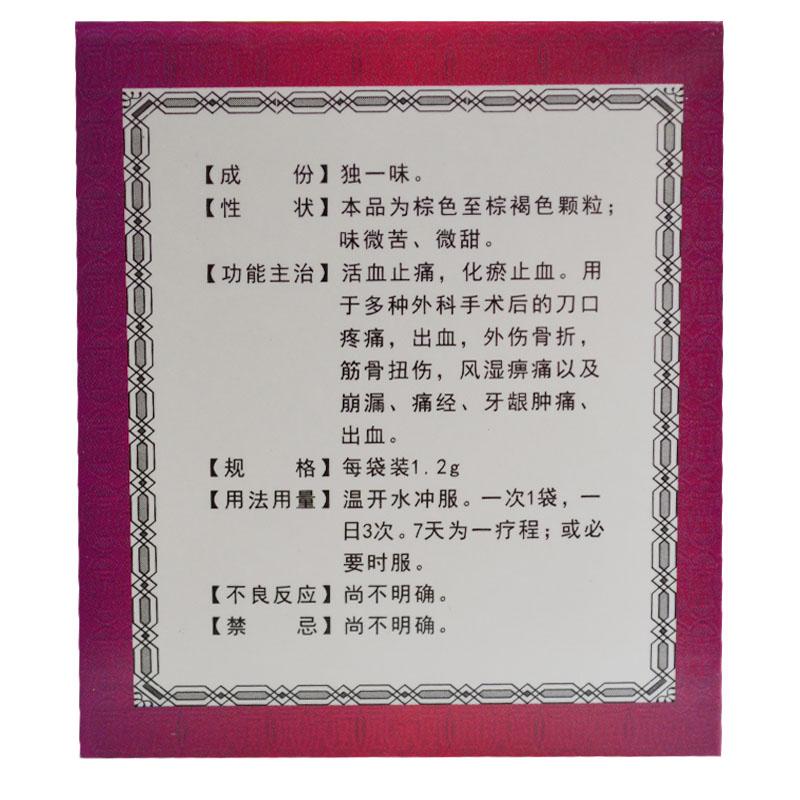 【成　份】独一味。
【性　状】本品为棕色至棕褐色颗粒；
味微苦、微甜。
【功能主治】活血止痛，化瘀止血。用
于多种外科手术后的刀口
疼痛，出血，外伤骨折，
筋骨扭伤，风湿痹痛以及
崩漏、痛经、牙龈肿痛、
出血。
【规　格】每袋装1.2g
【用法用量】温开水冲服。一次1袋，一
日3次。7天为一疗程；或必
要时服。
【不良反应】尚不明确。
【禁　忌】尚不明确。